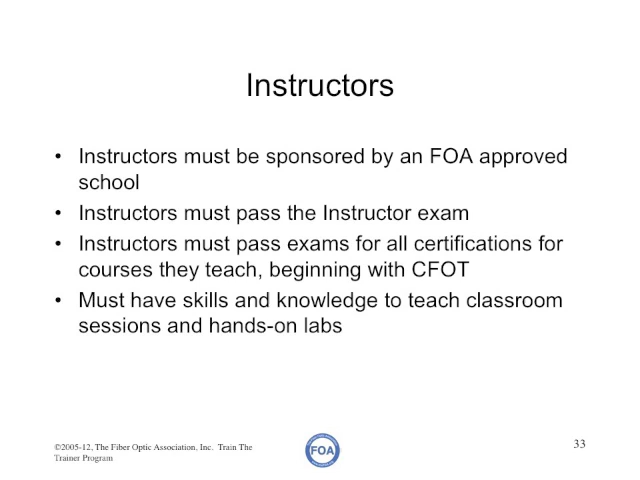 Instructors
• Instructors must be sponsored by an FOA approved
school
• Instructors must pass the Instructor exam
• Instructors must pass exams for all certifications for
courses they teach, beginning with CFOT
• Must have skills and knowledge to teach classroom
sessions and hands-on labs
©2005-12, The Fiber Optic Association, Inc. Train The
Trainer Program
FOA
33